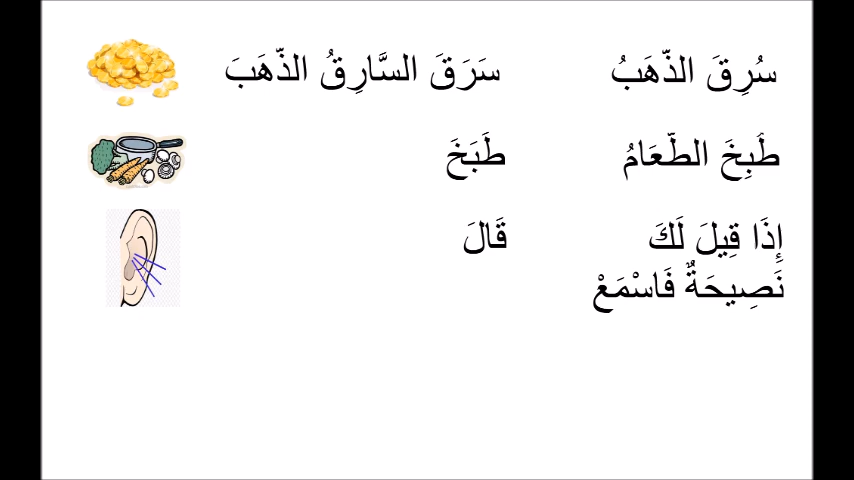 سُرِقَ الذّهَبُ
سَرَقَ السَّارِقُ الذّهَبَ
طَبِخَ الطّعَامُ
طَبَخَ
إِذَا قِيلَ لَكَ
نَصِيحَةٌ فَاسْمَعْ
قَالَ